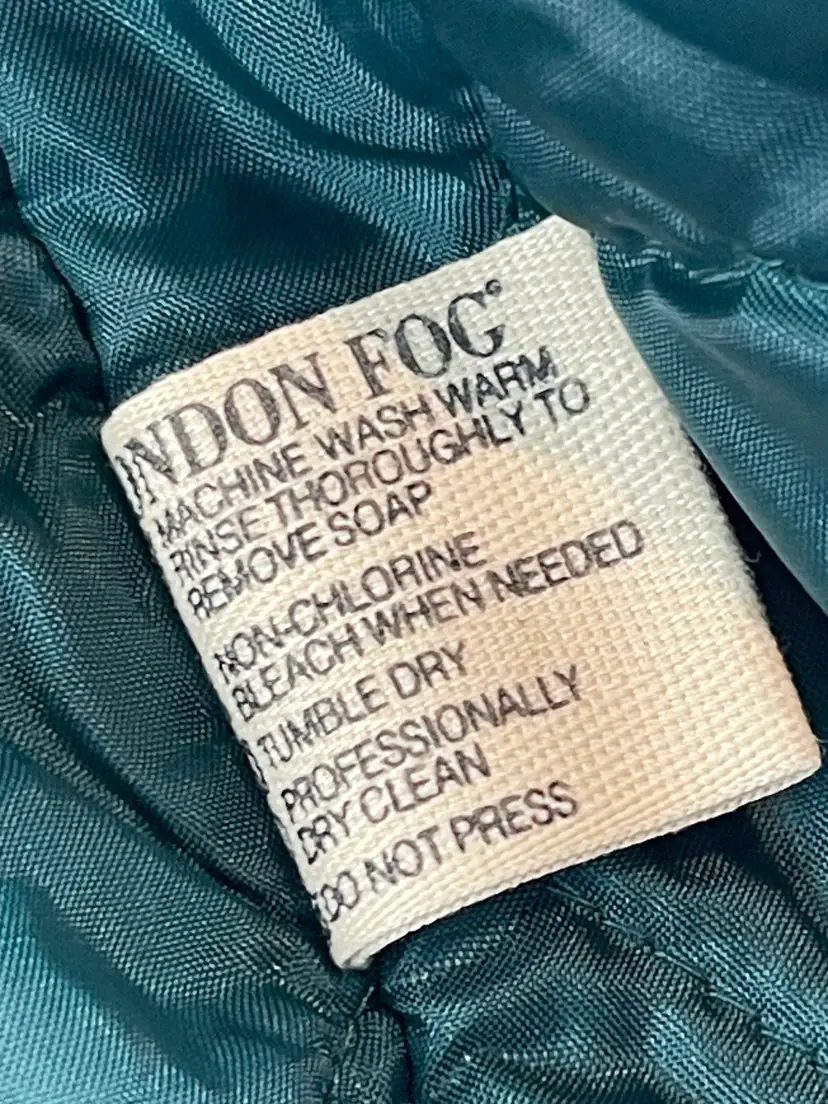 ONDON FOG®
MACHINE WASH WARM
RINSE THOROUGHLY TO
REMOVE SOAP
NON-CHLORINE
BLEACH WHEN NEEDED
TUMBLE DRY
PROFESSIONALLY
DRY CLEAN
DO NOT PRESS